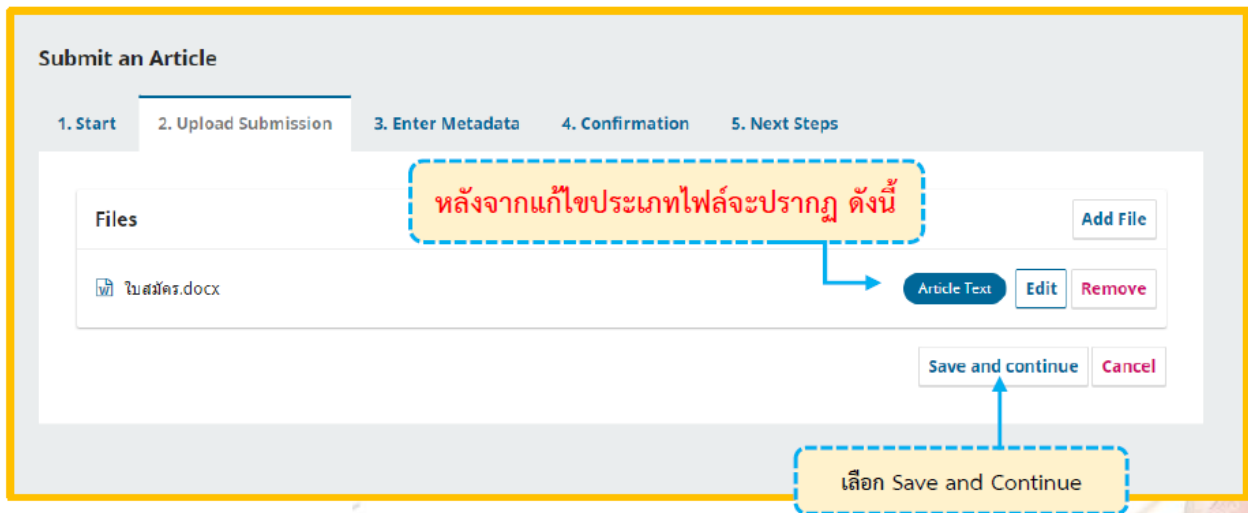 Submit an Article
1. Start 2. Upload Submission 3. Enter Metadata 4. Confirmation 5. Next Steps
หลังจากแก้ไขประเภทไฟล์จะปรากฏ ดังนี้
Files Add File
ใบสมัคร.docx Article Text Edit Remove
Save and continue Cancel
เลือก Save and Continue